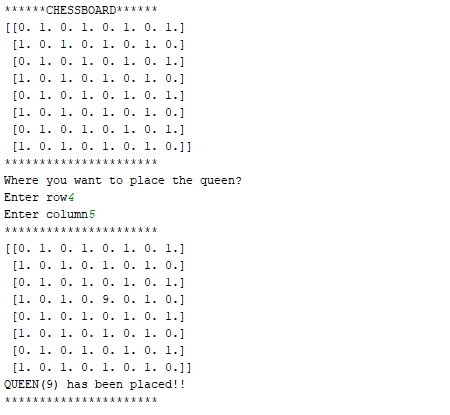 ******CHESSBOARD******
[[0. 1. 0. 1. 0. 1. 0. 1.]
 [1. 0. 1. 0. 1. 0. 1. 0.]
 [0. 1. 0. 1. 0. 1. 0. 1.]
 [1. 0. 1. 0. 1. 0. 1. 0.]
 [0. 1. 0. 1. 0. 1. 0. 1.]
 [1. 0. 1. 0. 1. 0. 1. 0.]
 [0. 1. 0. 1. 0. 1. 0. 1.]
 [1. 0. 1. 0. 1. 0. 1. 0.]]
**********************
Where you want to place the queen?
Enter row4
Enter column5
**********************
[[0. 1. 0. 1. 0. 1. 0. 1.]
 [1. 0. 1. 0. 1. 0. 1. 0.]
 [0. 1. 0. 1. 0. 1. 0. 1.]
 [1. 0. 1. 0. 9. 0. 1. 0.]
 [0. 1. 0. 1. 0. 1. 0. 1.]
 [1. 0. 1. 0. 1. 0. 1. 0.]
 [0. 1. 0. 1. 0. 1. 0. 1.]
 [1. 0. 1. 0. 1. 0. 1. 0.]]
QUEEN(9) has been placed!!
**********************